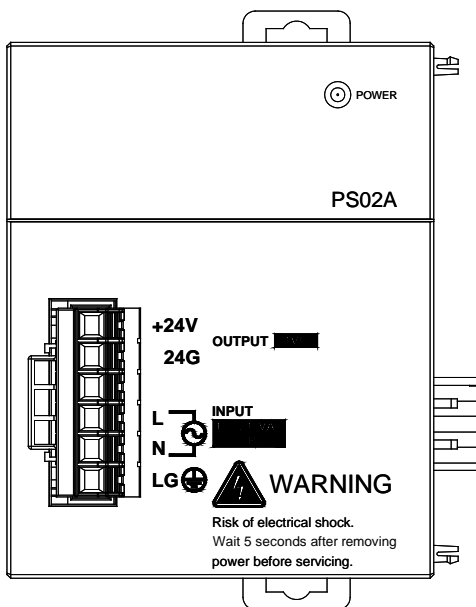 POWER
PS02A
+24V
24G
OUTPUT
L
INPUT
N
LG
WARNING
Risk of electrical shock.
Wait 5 seconds after removing
power before servicing.